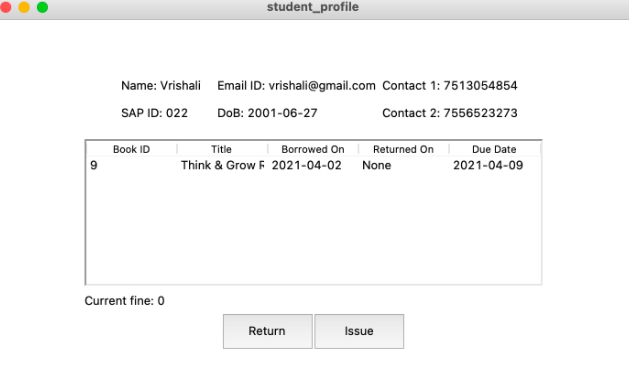 student_profile
Name: Vrishali Email ID: vrishali@gmail.com Contact 1: 7513054854
SAP ID: 022 DoB: 2001-06-27 Contact 2: 7556523273
Book ID Title Borrowed On Returned On Due Date
9 Think & Grow R 2021-04-02 None 2021-04-09
Current fine: 0
Return Issue